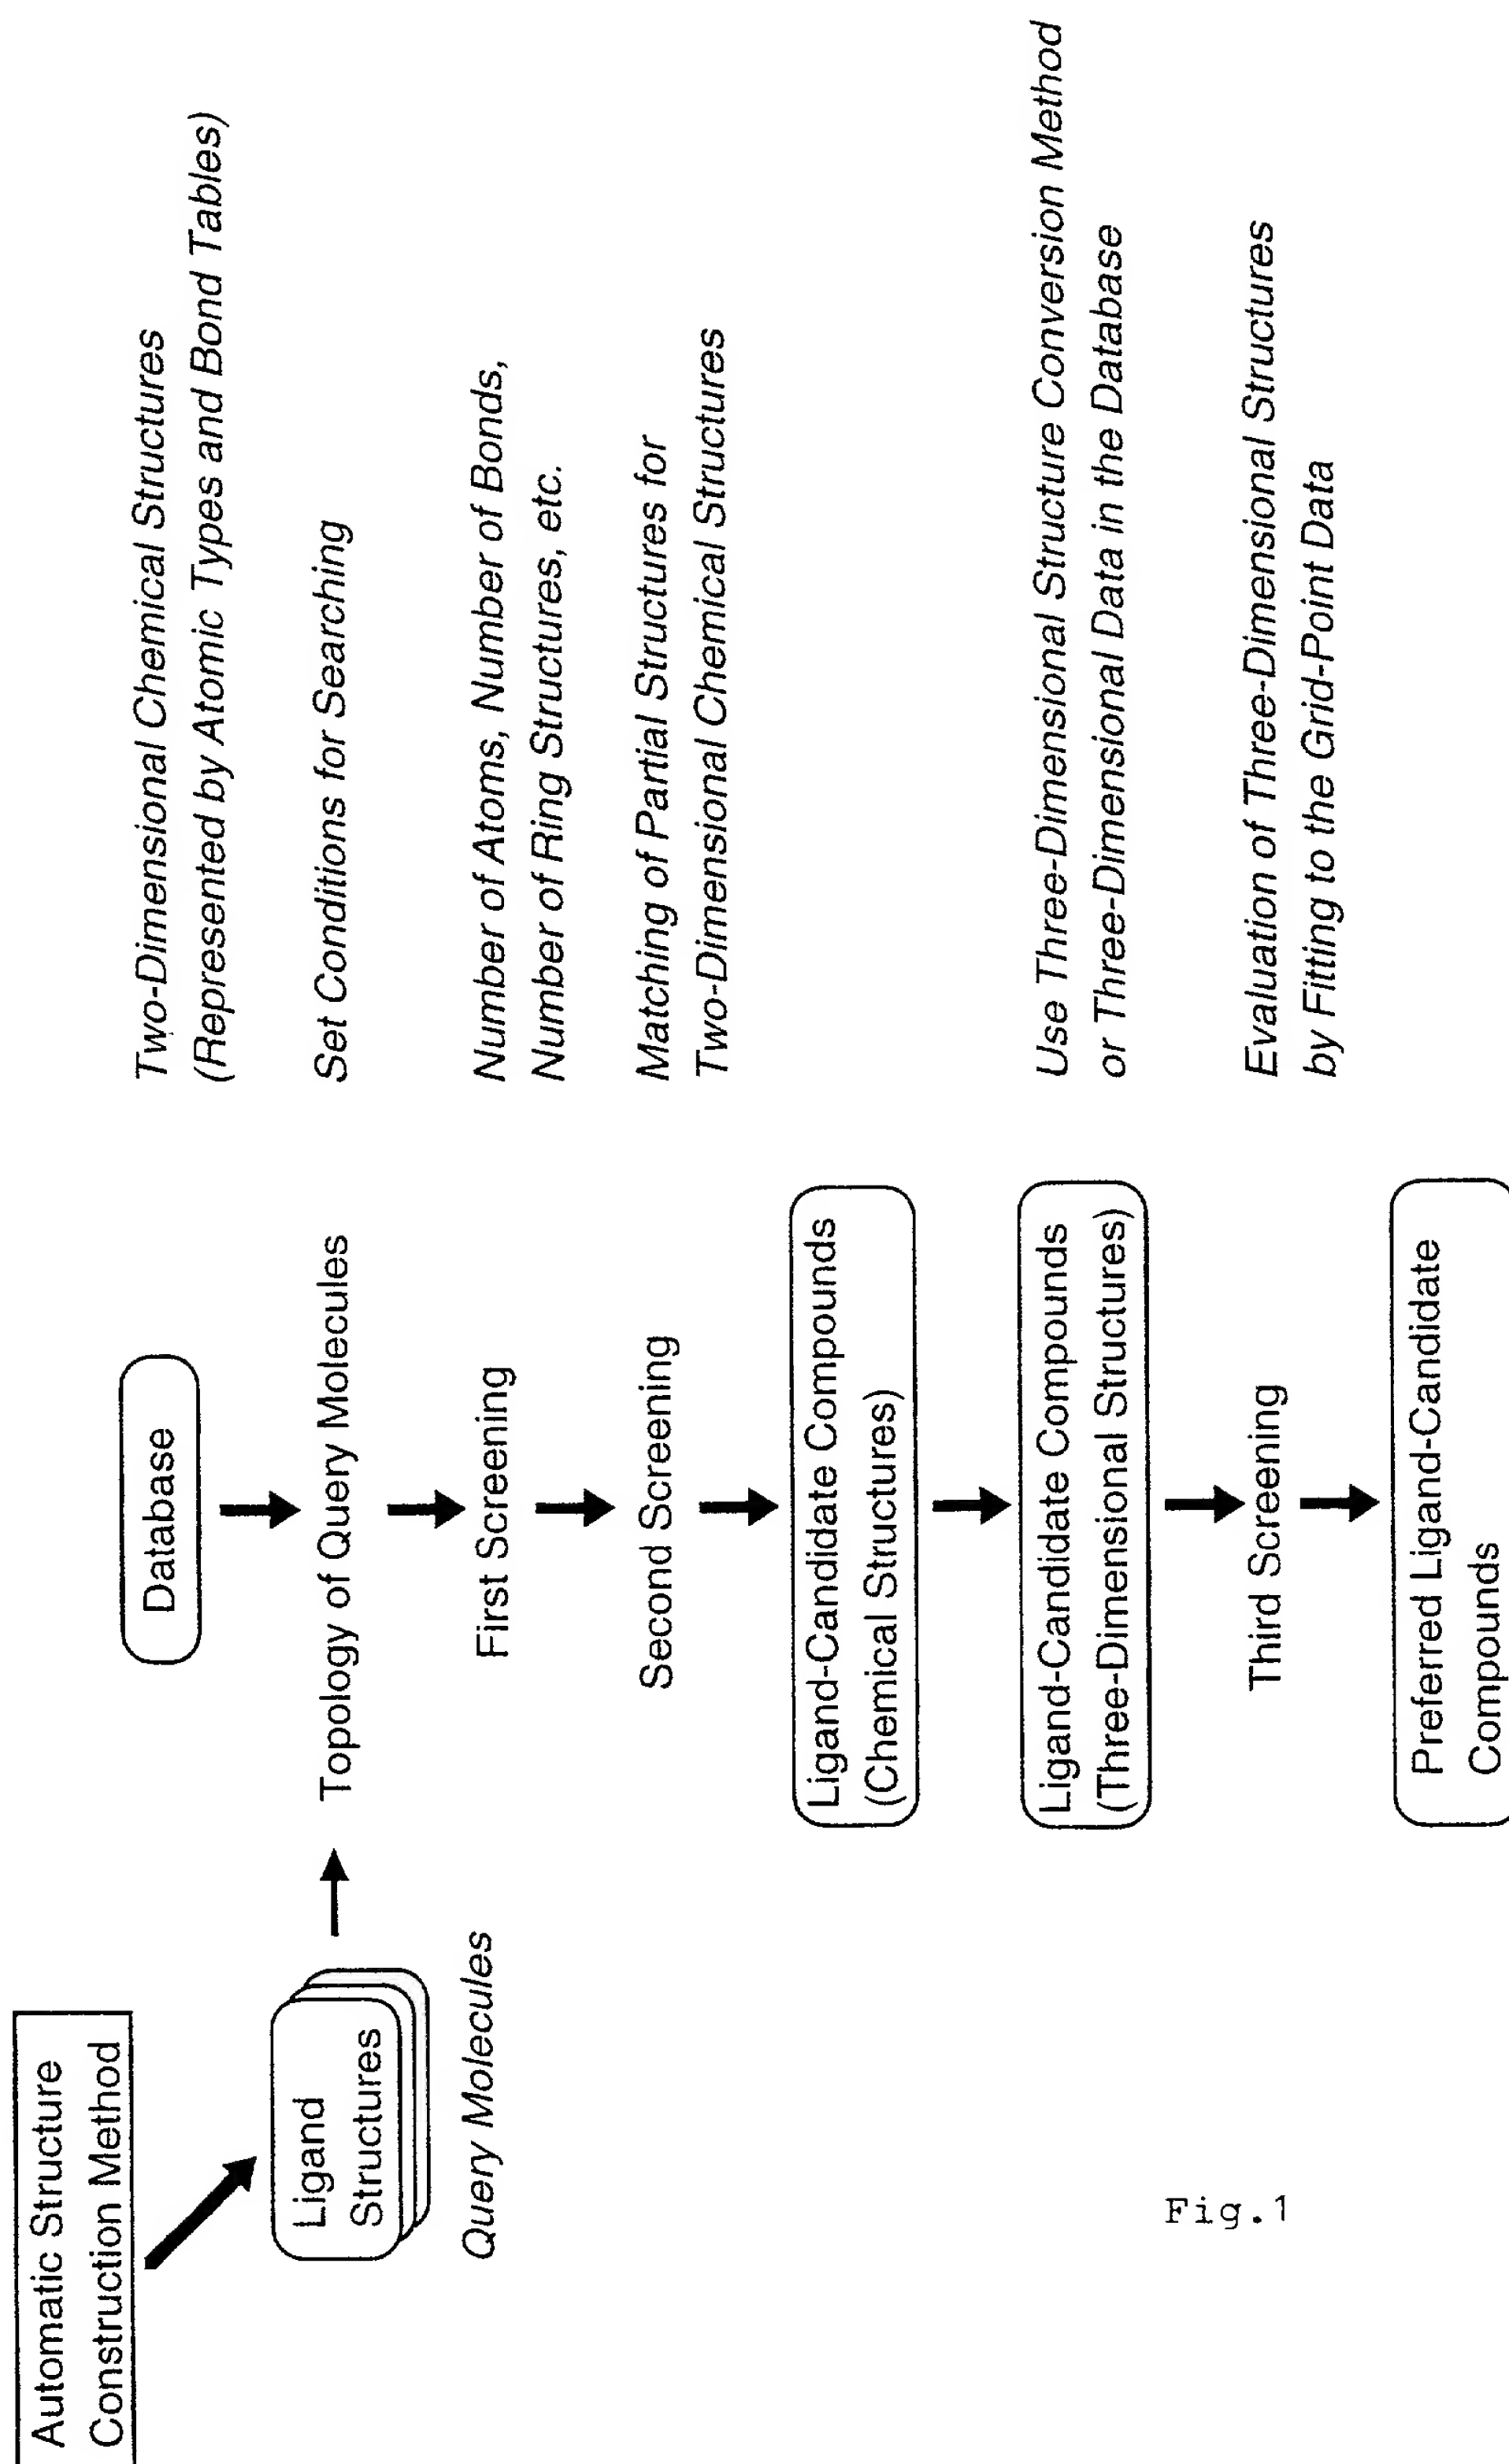 Automatic Structure
Construction Method
Ligand
Structures
Query Molecules
Database
Topology of Query Molecules
First Screening
Second Screening
Ligand-Candidate Compounds
(Chemical Structures)
Ligand-Candidate Compounds
(Three-Dimensional Structures)
Third Screening
Preferred Ligand-Candidate
Compounds
Two-Dimensional Chemical Structures
(Represented by Atomic Types and Bond Tables)
Set Conditions for Searching
Number of Atoms, Number of Bonds,
Number of Ring Structures, etc.
Matching of Partial Structures for
Two-Dimensional Chemical Structures
Use Three-Dimensional Structure Conversion Method
or Three-Dimensional Data in the Database
Evaluation of Three-Dimensional Structures
by Fitting to the Grid-Point Data
Fig.1